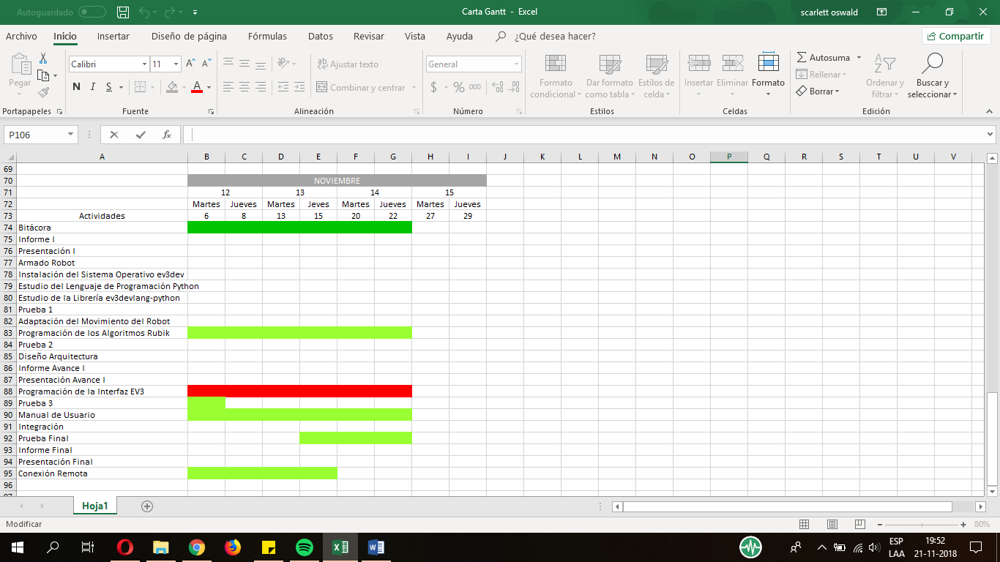 Autoguardado
Carta Gantt - Excel
scarlett oswald
Archivo Inicio Insertar Diseño de página Fórmulas Datos Revisar Vista Ayuda ¿Qué desea hacer? Compartir
Pegar
Calibri 11
N K S
A
Ajustar texto
Combinar y centrar
General
$ % 000
Formato condicional
Dar formato como tabla
Estilos de celda
Insertar Eliminar Formato
Autosuma
Rellenar
Borrar
Ordenar y filtrar
Buscar y seleccionar
Portapapeles Fuente Alineación Número Estilos Celdas Edición
P106 fx
A B C D E F G H I J K L M N O P Q R S T U V
69
70 NOVIEMBRE
71 12 13 14 15
72 Martes Jueves Martes Jeves Martes Jueves Martes Jueves
73 Actividades 6 8 13 15 20 22 27 29
74 Bitácora
75 Informe I
76 Presentación I
77 Armado Robot
78 Instalación del Sistema Operativo ev3dev
79 Estudio del Lenguaje de Programación Python
80 Estudio de la Librería ev3devlang-python
81 Prueba 1
82 Adaptación del Movimiento del Robot
83 Programación de los Algoritmos Rubik
84 Prueba 2
85 Diseño Arquitectura
86 Informe Avance I
87 Presentación Avance I
88 Programación de la Interfaz EV3
89 Prueba 3
90 Manual de Usuario
91 Integración
92 Prueba Final
93 Informe Final
94 Presentación Final
95 Conexión Remota
96
97
Hoja1
Modificar
80%
ESP 19:52
LAA 21-11-2018